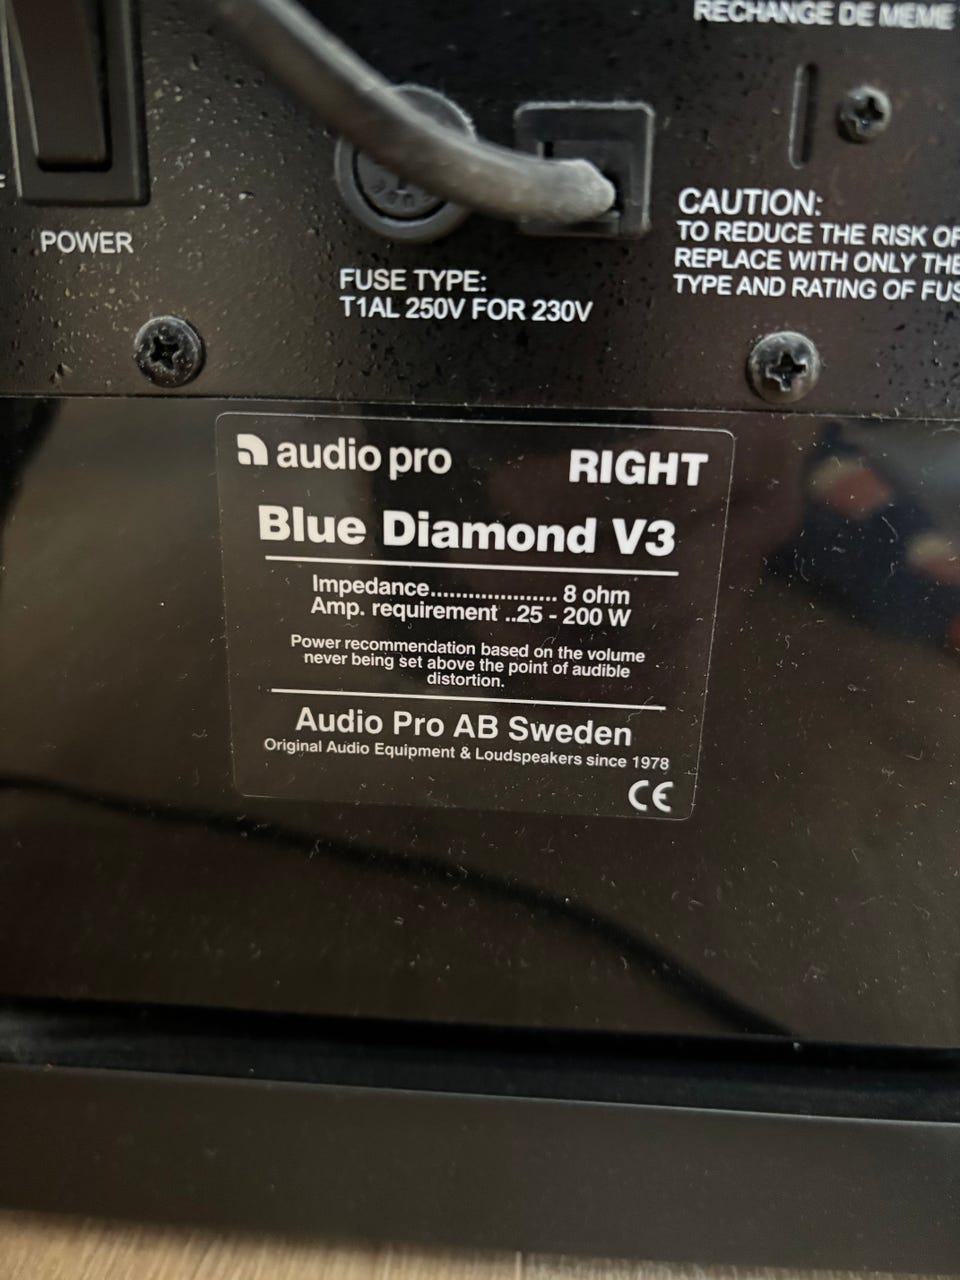 RECHANGE DE MEME
POWER
FUSE TYPE:
T1AL 250V FOR 230V
CAUTION:
TO REDUCE THE RISK OF
REPLACE WITH ONLY THE
TYPE AND RATING OF
audio pro
RIGHT
Blue Diamond V3
Impedance.................... 8 ohm
Amp. requirement ..25 - 200 W
Power recommendation based on the volume
never being set above the point of audible
distortion.
Audio Pro AB Sweden
Original Audio Equipment & Loudspeakers since 1978
CE